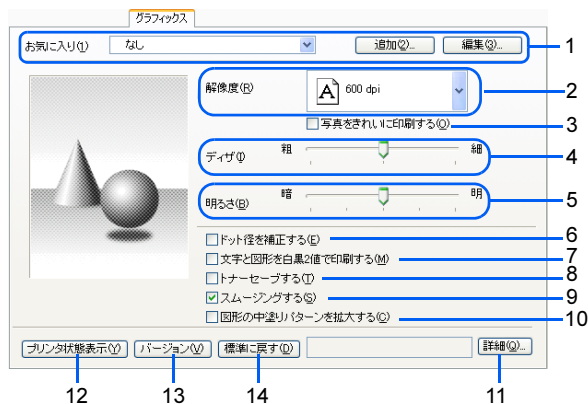 グラフィックス
お気に入り(1) なし 追加(2)... 編集(3)... 1
解像度(R) 600 dpi 2
写真をきれいに印刷する(O) 3
ディザ(I) 粗 細 4
明るさ(B) 暗 明 5
ドット径を補正する(E) 6
文字と図形を白黒2値で印刷する(M) 7
トナーセーブする(T) 8
スムージングする(S) 9
図形の中塗りパターンを拡大する(C) 10
プリンタ状態表示(Y) バージョン(V) 標準に戻す(D) 詳細(Q)...
12 13 14 11